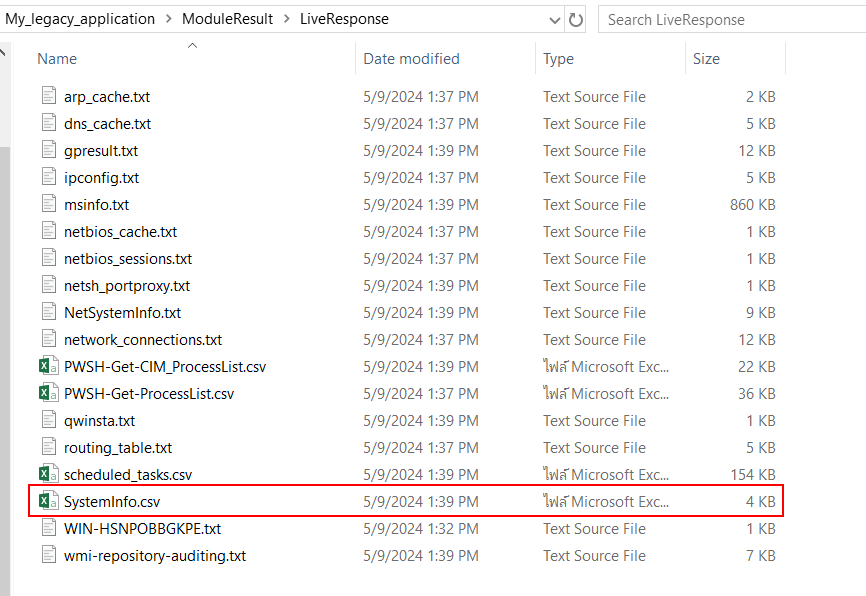 My_legacy_application > ModuleResult > LiveResponse Search LiveResponse
Name Date modified Type Size
arp_cache.txt 5/9/2024 1:37 PM Text Source File 2 KB
dns_cache.txt 5/9/2024 1:37 PM Text Source File 5 KB
gpresult.txt 5/9/2024 1:39 PM Text Source File 12 KB
ipconfig.txt 5/9/2024 1:37 PM Text Source File 5 KB
msinfo.txt 5/9/2024 1:39 PM Text Source File 860 KB
netbios_cache.txt 5/9/2024 1:37 PM Text Source File 1 KB
netbios_sessions.txt 5/9/2024 1:37 PM Text Source File 1 KB
netsh_portproxy.txt 5/9/2024 1:39 PM Text Source File 1 KB
NetSystemInfo.txt 5/9/2024 1:37 PM Text Source File 9 KB
network_connections.txt 5/9/2024 1:37 PM Text Source File 12 KB
PWSH-Get-CIM_ProcessList.csv 5/9/2024 1:39 PM ไฟล์ Microsoft Exc... 22 KB
PWSH-Get-ProcessList.csv 5/9/2024 1:39 PM ไฟล์ Microsoft Exc... 36 KB
qwinsta.txt 5/9/2024 1:39 PM Text Source File 1 KB
routing_table.txt 5/9/2024 1:37 PM Text Source File 5 KB
scheduled_tasks.csv 5/9/2024 1:39 PM ไฟล์ Microsoft Exc... 154 KB
SystemInfo.csv 5/9/2024 1:39 PM ไฟล์ Microsoft Exc... 4 KB
WIN-HSNPOBBGKPE.txt 5/9/2024 1:32 PM Text Source File 1 KB
wmi-repository-auditing.txt 5/9/2024 1:39 PM Text Source File 7 KB